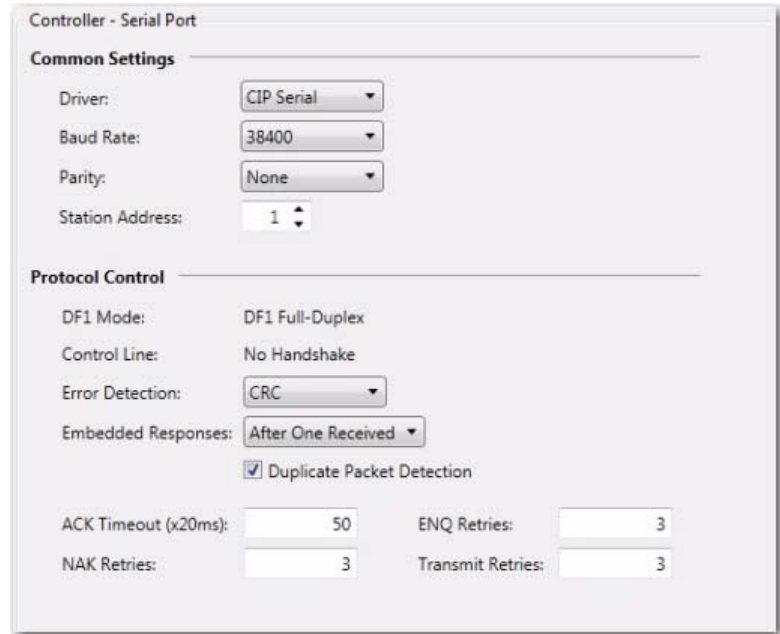 Controller - Serial Port
Common Settings
Driver: CIP Serial
Baud Rate: 38400
Parity: None
Station Address: 1
Protocol Control
DF1 Mode: DF1 Full-Duplex
Control Line: No Handshake
Error Detection: CRC
Embedded Responses: After One Received
Duplicate Packet Detection
ACK Timeout (x20ms): 50 ENQ Retries: 3
NAK Retries: 3 Transmit Retries: 3